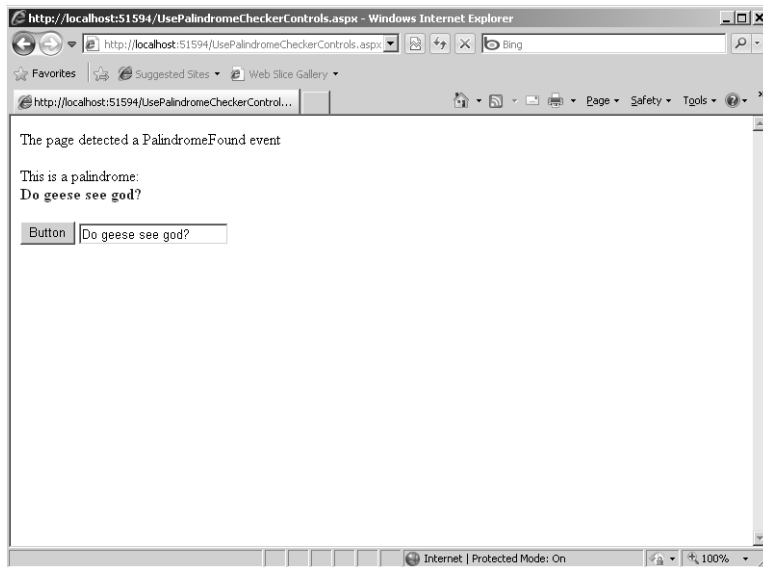 http://localhost:51594/UsePalindromeCheckerControls.aspx - Windows Internet Explorer
http://localhost:51594/UsePalindromeCheckerControls.aspx
Bing
Favorites
Suggested Sites
Web Slice Gallery
http://localhost:51594/UsePalindromeCheckerControl...
Page
Safety
Tools
The page detected a PalindromeFound event
This is a palindrome:
Do geese see god?
Button
Do geese see god?
Internet | Protected Mode: On
100%